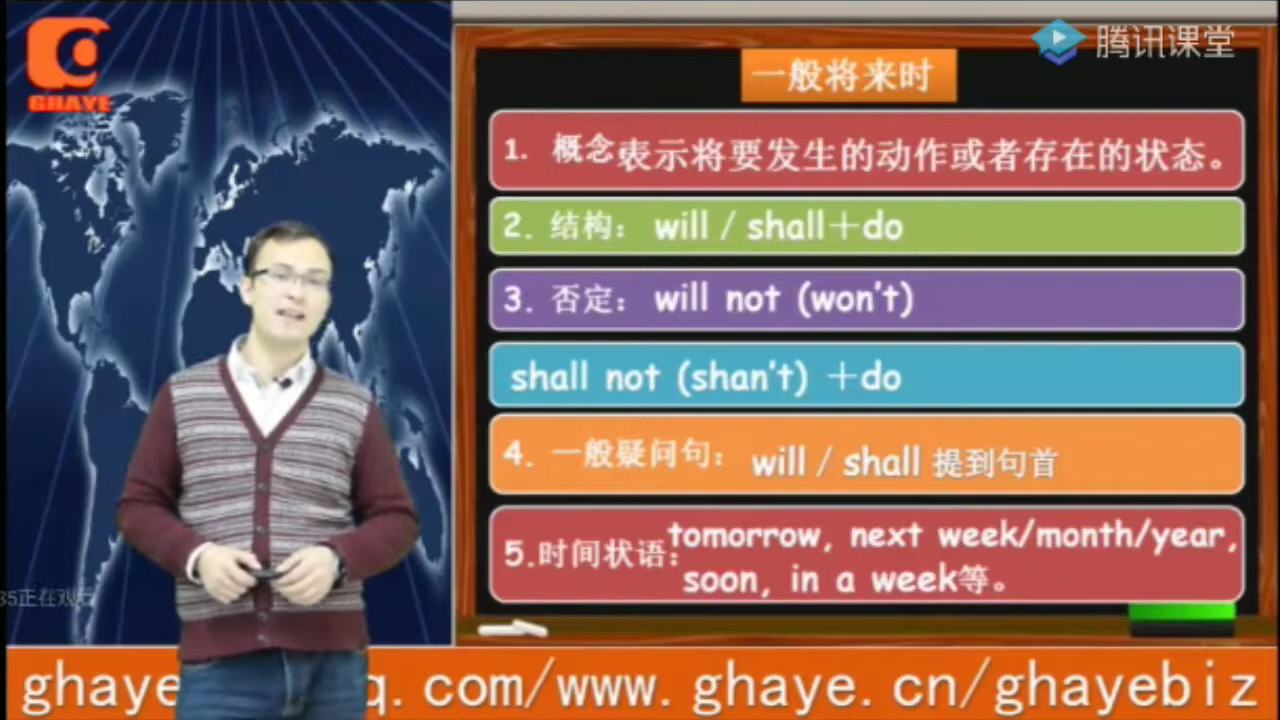 GHAYE
腾讯课堂
一般将来时
1. 概念表示将要发生的动作或者存在的状态。
2. 结构： will / shall＋do
3. 否定： will not (won't)
shall not (shan't) ＋do
4. 一般疑问句： will / shall 提到句首
5.时间状语：tomorrow, next week/month/year,
soon, in a week等。
35正在观看
ghaye q. com/www. ghaye. cn/ghayebiz